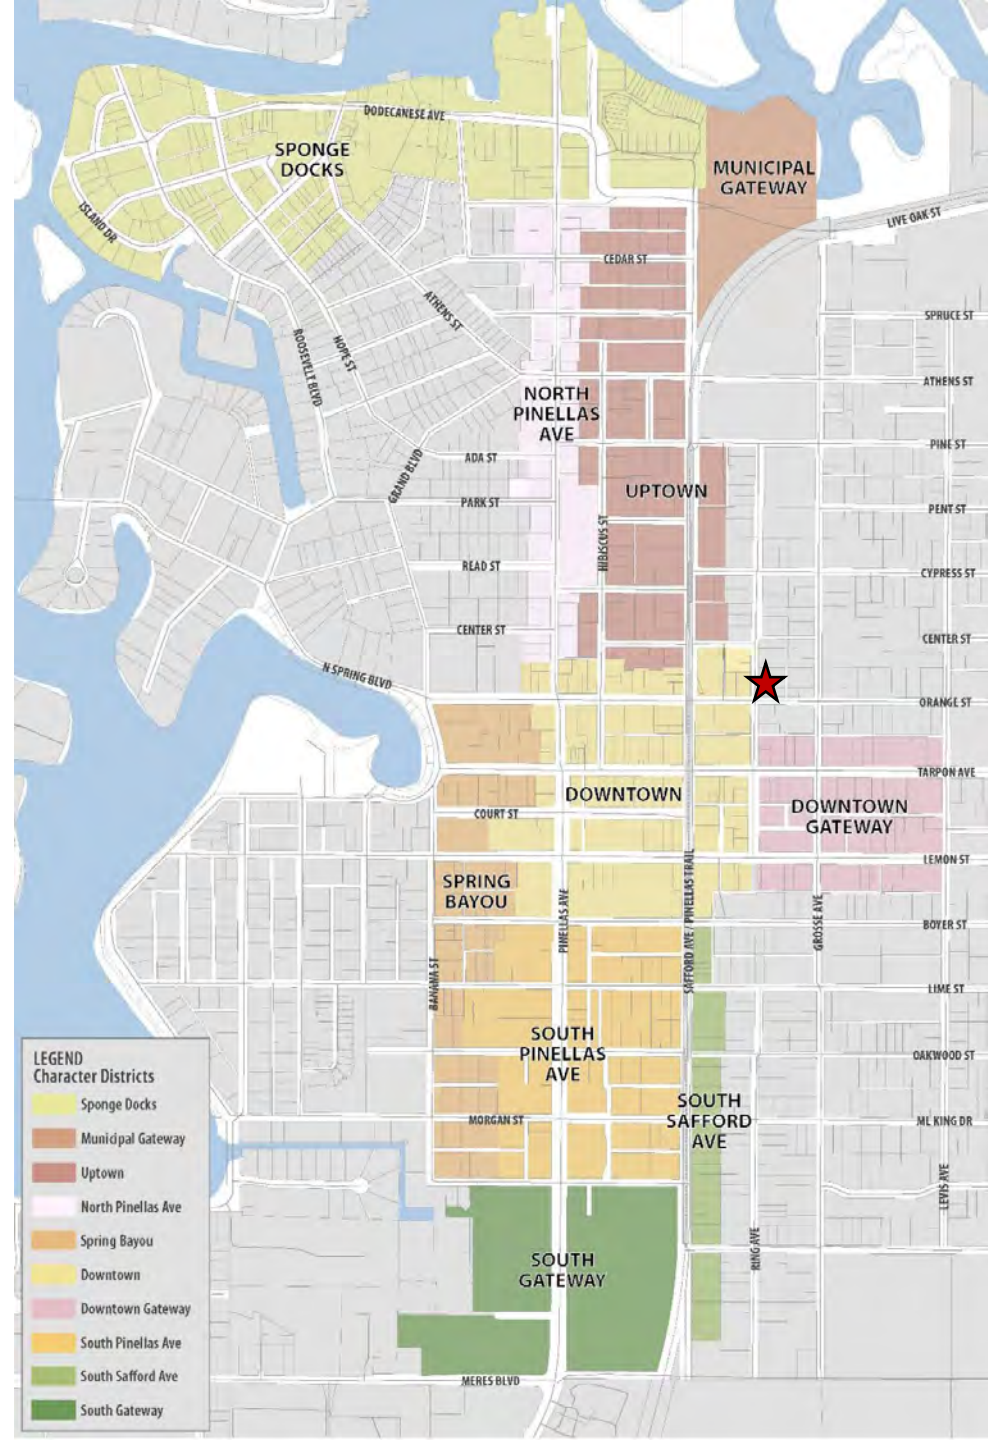 DODECANESE AVE
SPONGE
DOCKS
MUNICIPAL
GATEWAY
ISLAND DR
LIVE OAK ST
CEDAR ST
ATHENS ST
SPRUCE ST
ROOSEVELT BLVD
HOPE ST
ATHENS ST
NORTH
PINELLAS
AVE
PINE ST
ADA ST
GRAND BLVD
UPTOWN
PARK ST
PENT ST
HIBISCUS ST
READ ST
CYPRESS ST
CENTER ST
CENTER ST
N SPRING BLVD
ORANGE ST
TARPON AVE
DOWNTOWN
DOWNTOWN
GATEWAY
COURT ST
LEMON ST
SPRING
BAYOU
PINELLAS AVE
SAFFORD AVE / PINELLAS TRAIL
GROSSE AVE
BOYER ST
BANANA ST
LIME ST
SOUTH
PINELLAS
AVE
OAKWOOD ST
SOUTH
SAFFORD
AVE
MORGAN ST
ML KING DR
LEVIS AVE
RING AVE
SOUTH
GATEWAY
MERES BLVD
LEGEND
Character Districts
Sponge Docks
Municipal Gateway
Uptown
North Pinellas Ave
Spring Bayou
Downtown
Downtown Gateway
South Pinellas Ave
South Safford Ave
South Gateway